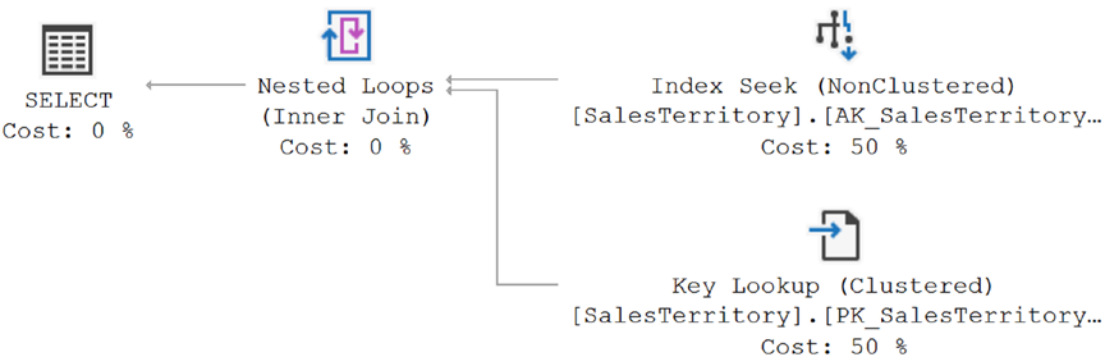 SELECT
Cost: 0 %
Nested Loops
(Inner Join)
Cost: 0 %
Index Seek (NonClustered)
[SalesTerritory].[AK_SalesTerritory…
Cost: 50 %
Key Lookup (Clustered)
[SalesTerritory].[PK_SalesTerritory…
Cost: 50 %